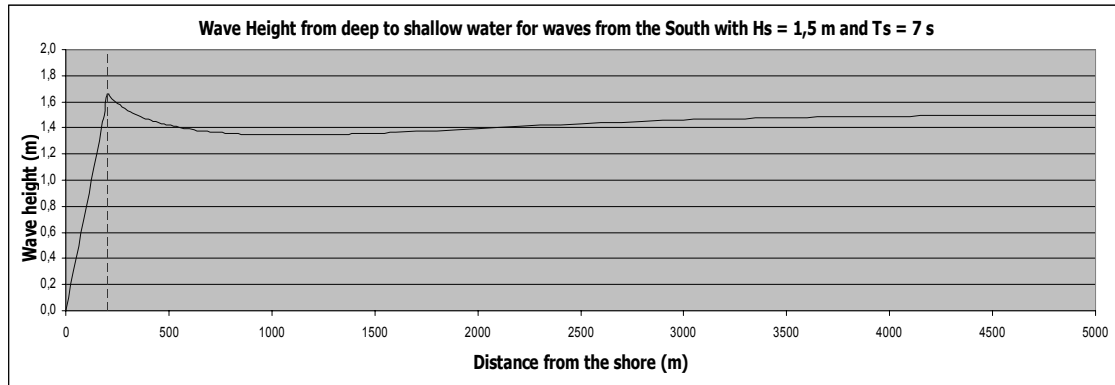 Wave Height from deep to shallow water for waves from the South with Hs = 1,5 m and Ts = 7 s
2,0
1,8
1,6
1,4
1,2
1,0
0,8
0,6
0,4
0,2
0,0
Wave height (m)
0 500 1000 1500 2000 2500 3000 3500 4000 4500 5000
Distance from the shore (m)